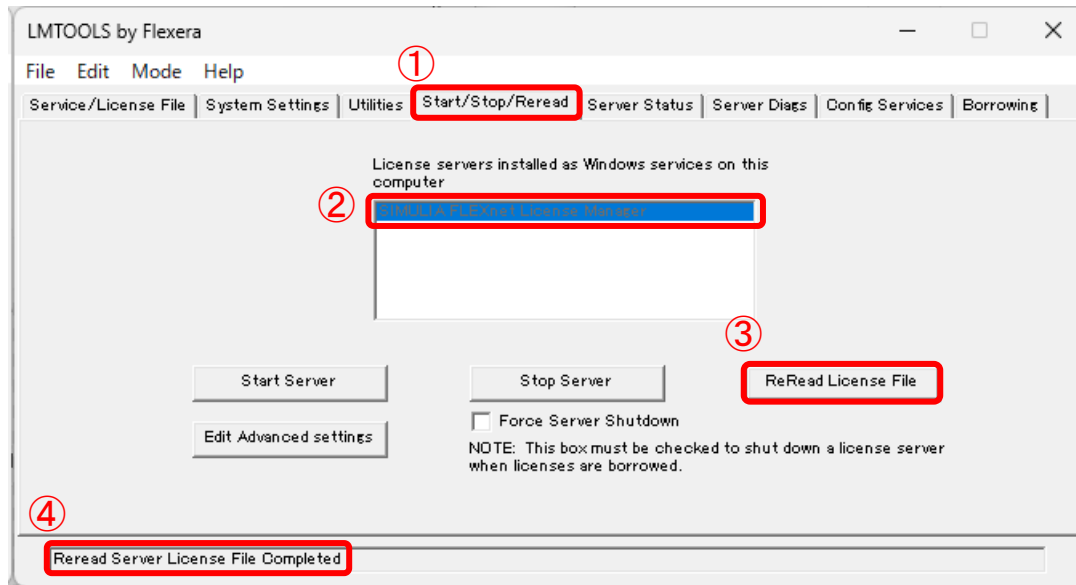 LMTOOLS by Flexera
File Edit Mode Help
①
Service/License File System Settings Utilities Start/Stop/Reread Server Status Server Diags Config Services Borrowing
License servers installed as Windows services on this
computer
②
SIMULIA FLEXnet License Manager
③
Start Server Stop Server ReRead License File
Force Server Shutdown
Edit Advanced settings
NOTE: This box must be checked to shut down a license server
when licenses are borrowed.
④
Reread Server License File Completed